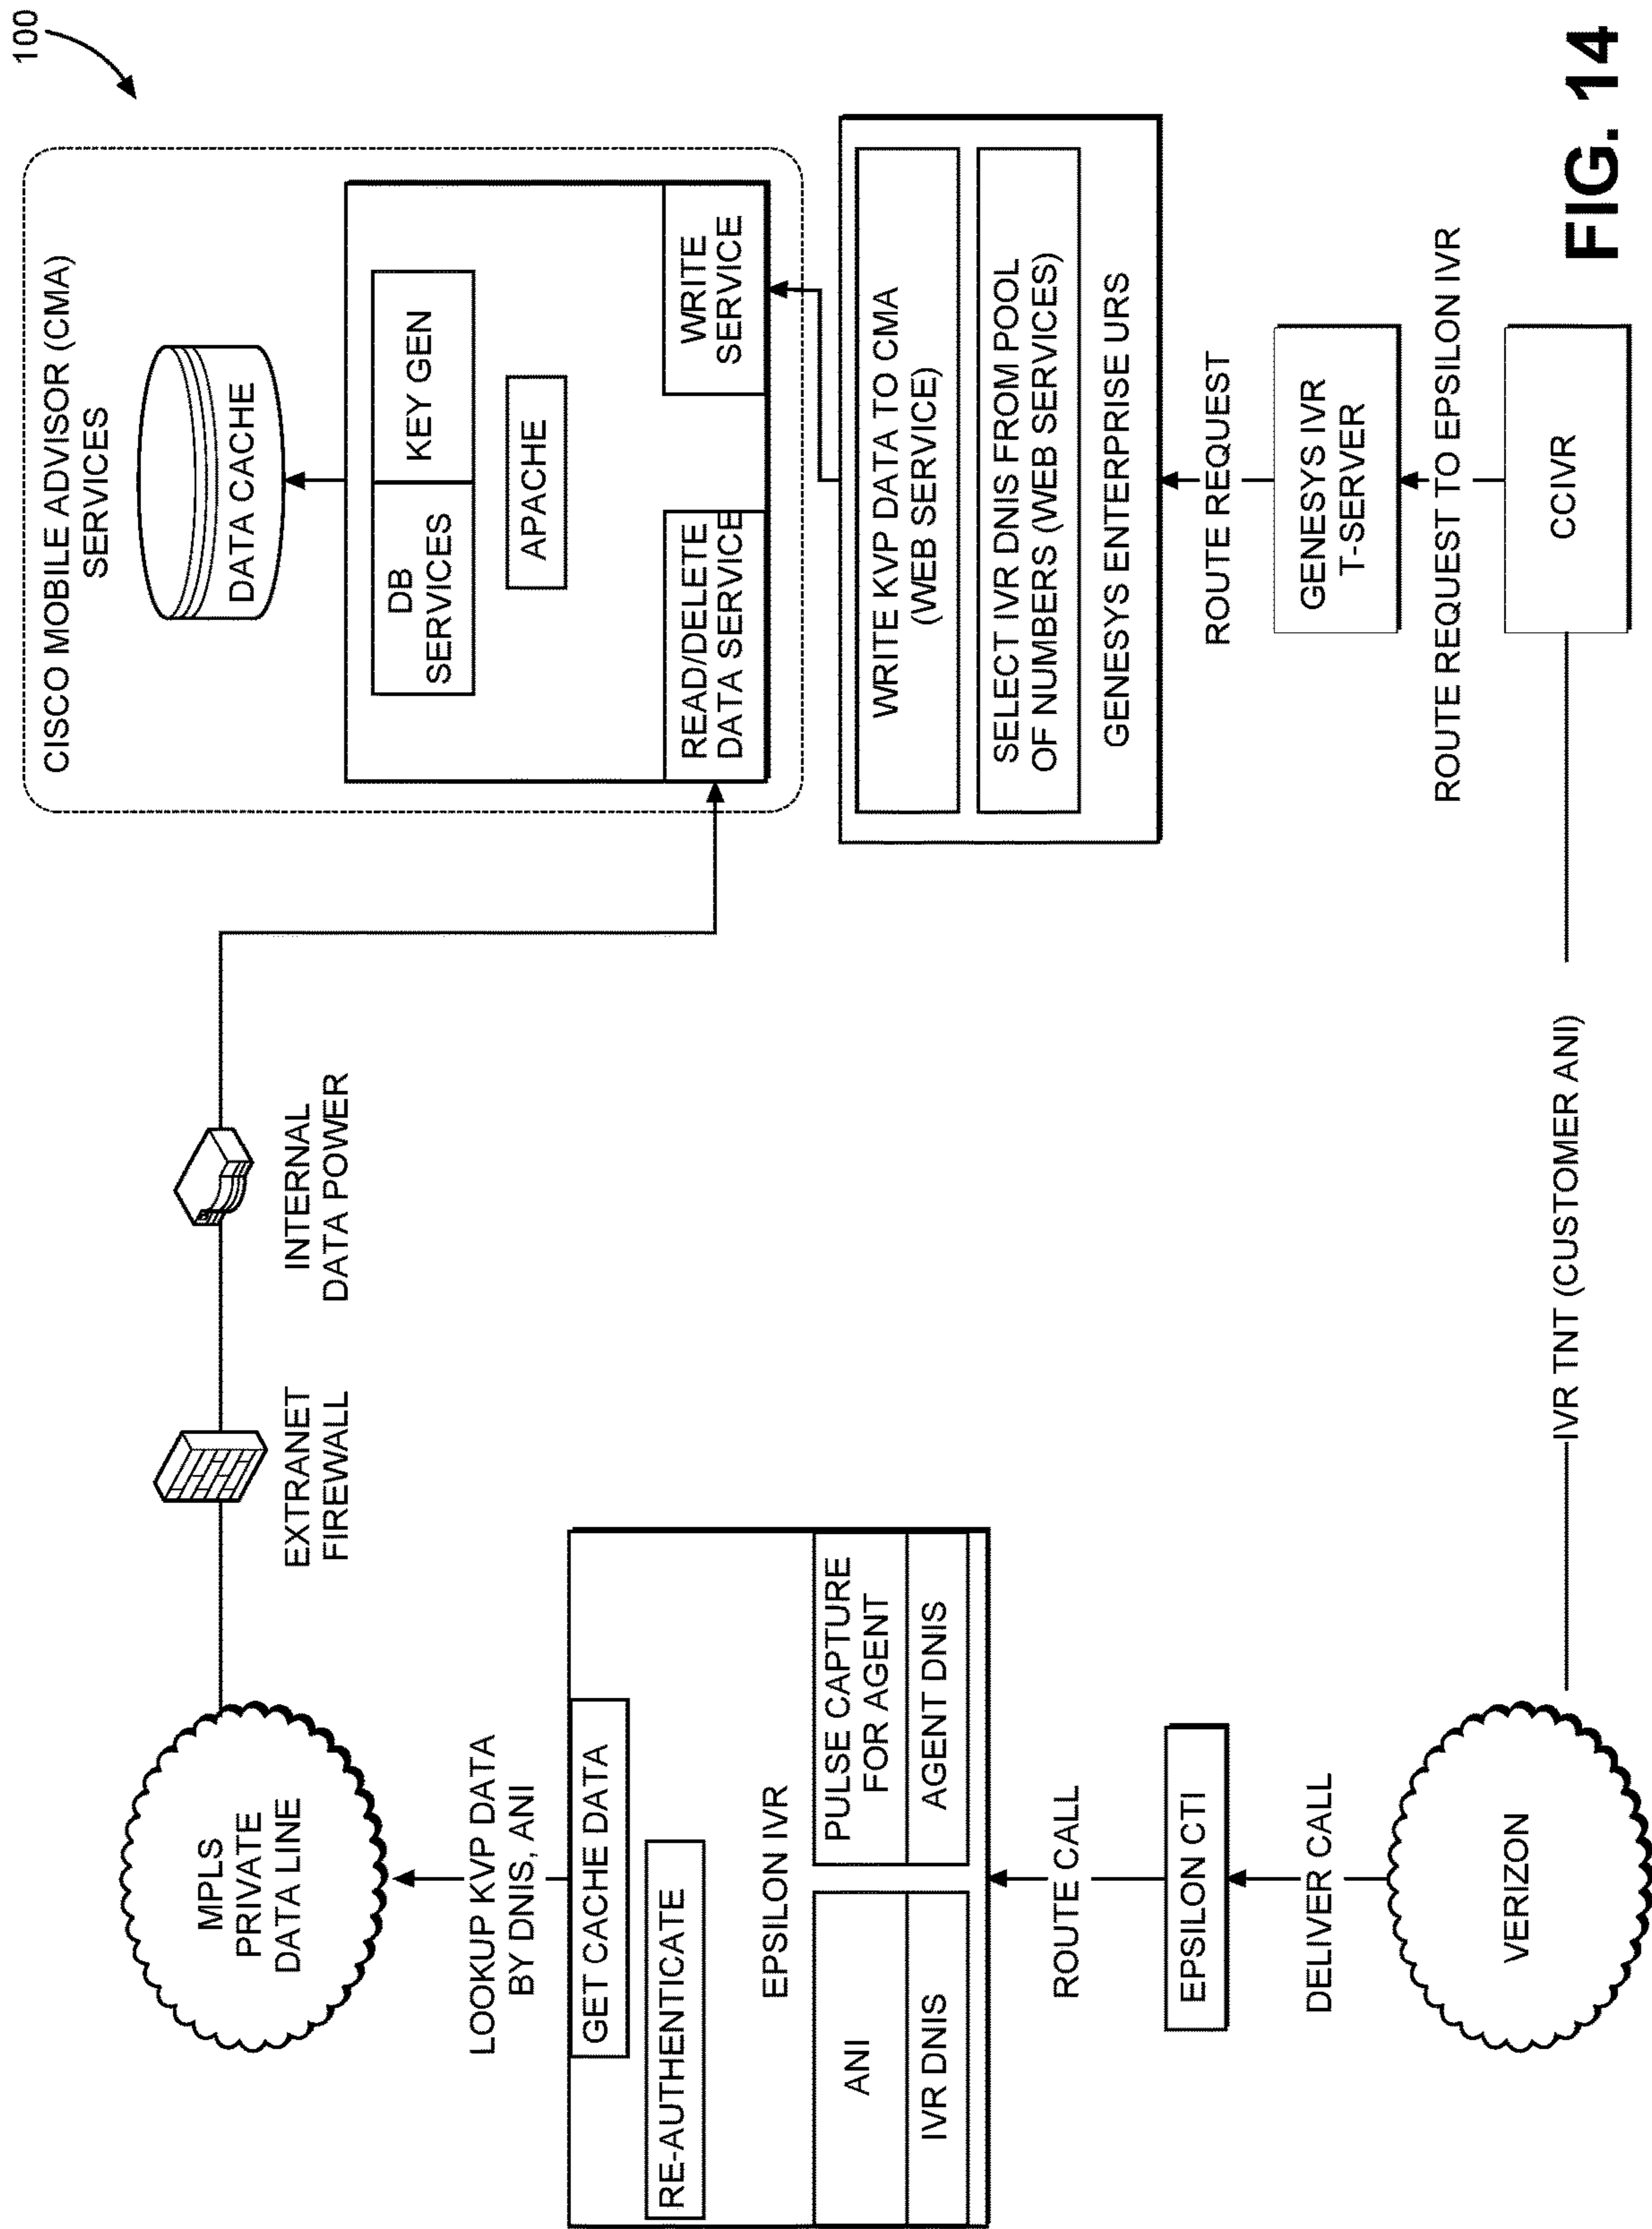 100
CISCO MOBILE ADVISOR (CMA)
SERVICES
DATA CACHE
DB
SERVICES
KEY GEN
APACHE
READ/DELETE
DATA SERVICE
WRITE
SERVICE
WRITE KVP DATA TO CMA
(WEB SERVICE)
SELECT IVR DNIS FROM POOL
OF NUMBERS (WEB SERVICES)
GENESYS ENTERPRISE URS
ROUTE REQUEST
GENESYS IVR
T-SERVER
ROUTE REQUEST TO EPSILON IVR
CCIVR
INTERNAL
DATA POWER
EXTRANET
FIREWALL
IVR TNT (CUSTOMER ANI)
MPLS
PRIVATE
DATA LINE
LOOKUP KVP DATA
BY DNIS, ANI
GET CACHE DATA
RE-AUTHENTICATE
EPSILON IVR
ANI
IVR DNIS
PULSE CAPTURE
FOR AGENT
AGENT DNIS
ROUTE CALL
EPSILON CTI
DELIVER CALL
VERIZON
FIG. 14